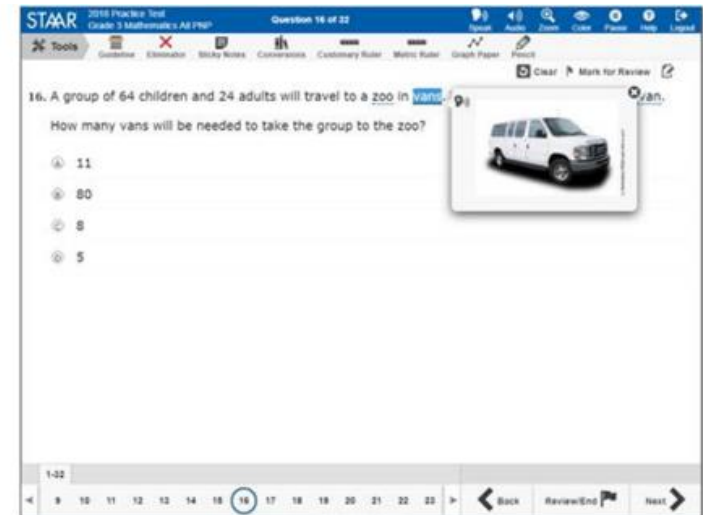 STAAR 2016 Practice Test Grade 3 Mathematics All PNP Question 16 of 32 Speak Audio Zoom Color Pause Help Logout
Tools Guideline Eliminator Sticky Notes Conversions Customary Ruler Metric Ruler Graph Paper Pencil
Clear Mark for Review
16. A group of 64 children and 24 adults will travel to a zoo in vans. van.
How many vans will be needed to take the group to the zoo?
A 11
B 80
C 8
D 5
1-32
9 10 11 12 13 14 15 16 17 18 19 20 21 22 23 Back Review/End Next